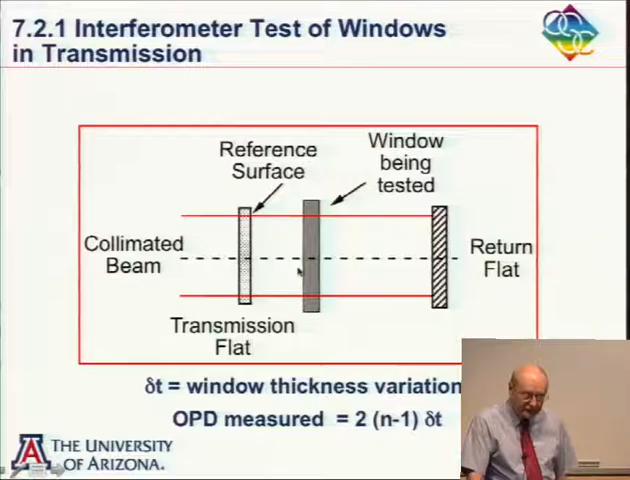 7.2.1 Interferometer Test of Windows
in Transmission
Reference
Surface
Window
being
tested
Collimated
Beam
Return
Flat
Transmission
Flat
δt = window thickness variation
OPD measured = 2 (n-1) δt
THE UNIVERSITY
OF ARIZONA.